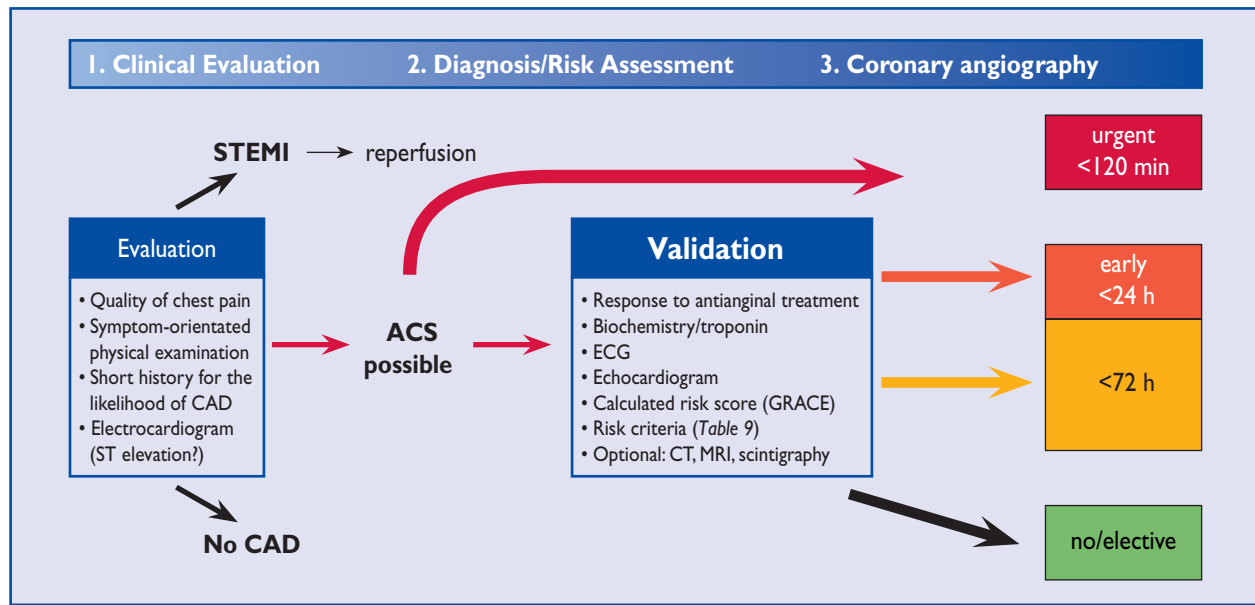 1. Clinical Evaluation
2. Diagnosis/Risk Assessment
3. Coronary angiography
STEMI
reperfusion
urgent
<120 min
Evaluation
• Quality of chest pain
• Symptom-orientated
physical examination
• Short history for the
likelihood of CAD
• Electrocardiogram
(ST elevation?)
ACS
possible
Validation
• Response to antianginal treatment
• Biochemistry/troponin
• ECG
• Echocardiogram
• Calculated risk score (GRACE)
• Risk criteria (Table 9)
• Optional: CT, MRI, scintigraphy
early
<24 h
<72 h
No CAD
no/elective